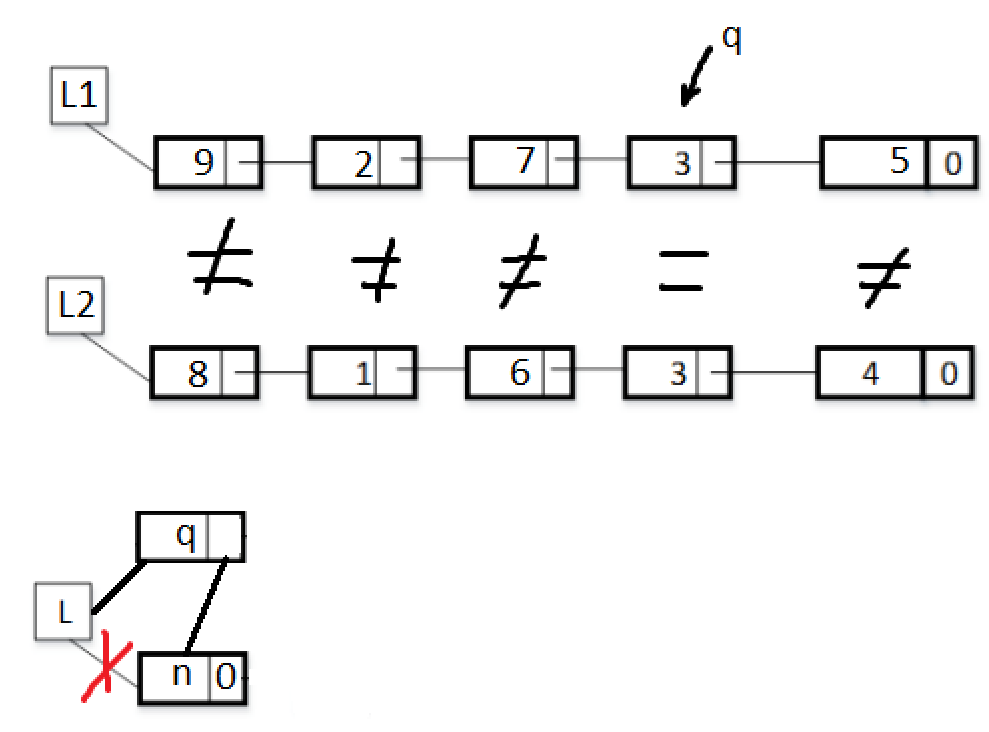 q
L1
9 2 7 3 5 0
≠ ≠ ≠ = ≠
L2
8 1 6 3 4 0
q
L
n 0